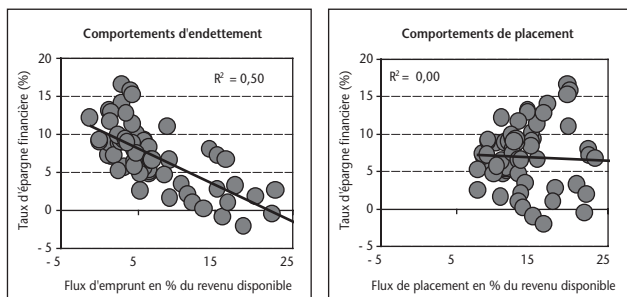 Comportements d'endettement
Taux d'épargne financière (%)
20
15
10
5
0
- 5
R² = 0,50
- 5
5
15
25
Flux d'emprunt en % du revenu disponible
Comportements de placement
Taux d'épargne financière (%)
20
15
10
5
0
- 5
R² = 0,00
- 5
5
15
25
Flux de placement en % du revenu disponible